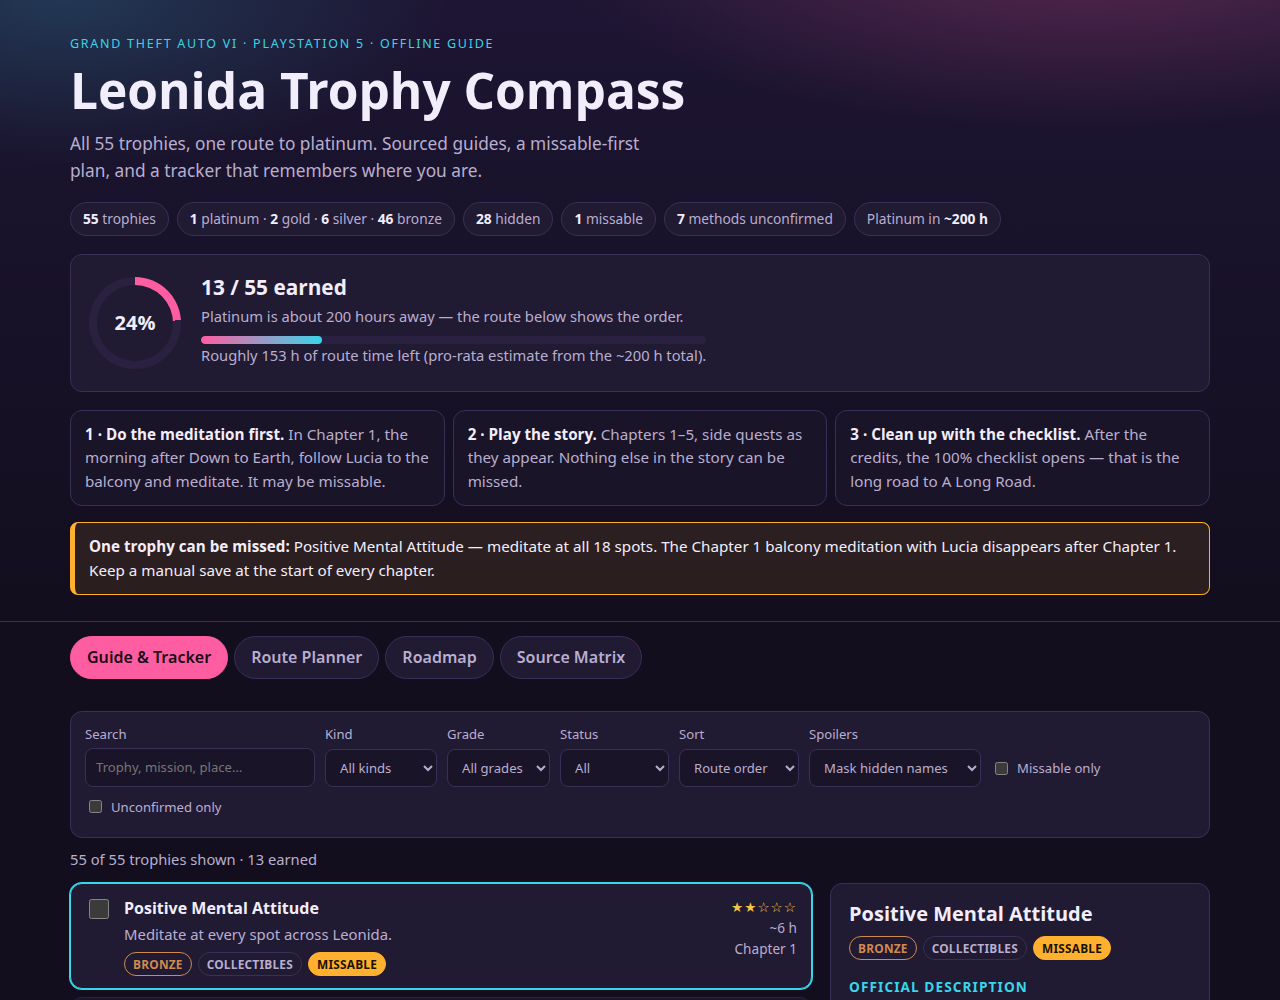 GRAND THEFT AUTO VI · PLAYSTATION 5 · OFFLINE GUIDE
Leonida Trophy Compass
All 55 trophies, one route to platinum. Sourced guides, a missable-first
plan, and a tracker that remembers where you are.
55 trophies
1 platinum · 2 gold · 6 silver · 46 bronze
28 hidden
1 missable
7 methods unconfirmed
Platinum in ~200 h
24%
13 / 55 earned
Platinum is about 200 hours away — the route below shows the order.
Roughly 153 h of route time left (pro-rata estimate from the ~200 h total).
1 · Do the meditation first. In Chapter 1, the
morning after Down to Earth, follow Lucia to the
balcony and meditate. It may be missable.
2 · Play the story. Chapters 1–5, side quests as
they appear. Nothing else in the story can be
missed.
3 · Clean up with the checklist. After the
credits, the 100% checklist opens — that is the
long road to A Long Road.
One trophy can be missed: Positive Mental Attitude — meditate at all 18 spots. The Chapter 1 balcony meditation with Lucia disappears after Chapter 1.
Keep a manual save at the start of every chapter.
Guide & Tracker
Route Planner
Roadmap
Source Matrix
Search
Kind
Grade
Status
Sort
Spoilers
Trophy, mission, place...
All kinds
All grades
All
Route order
Mask hidden names
Missable only
Unconfirmed only
55 of 55 trophies shown · 13 earned
Positive Mental Attitude
Meditate at every spot across Leonida.
BRONZE
COLLECTIBLES
MISSABLE
★★☆☆☆
~6 h
Chapter 1
Positive Mental Attitude
BRONZE
COLLECTIBLES
MISSABLE
OFFICIAL DESCRIPTION